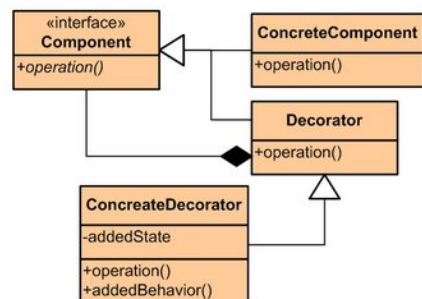 «interface»
Component
+operation()
ConcreteComponent
+operation()
Decorator
+operation()
ConcreateDecorator
-addedState
+operation()
+addedBehavior()